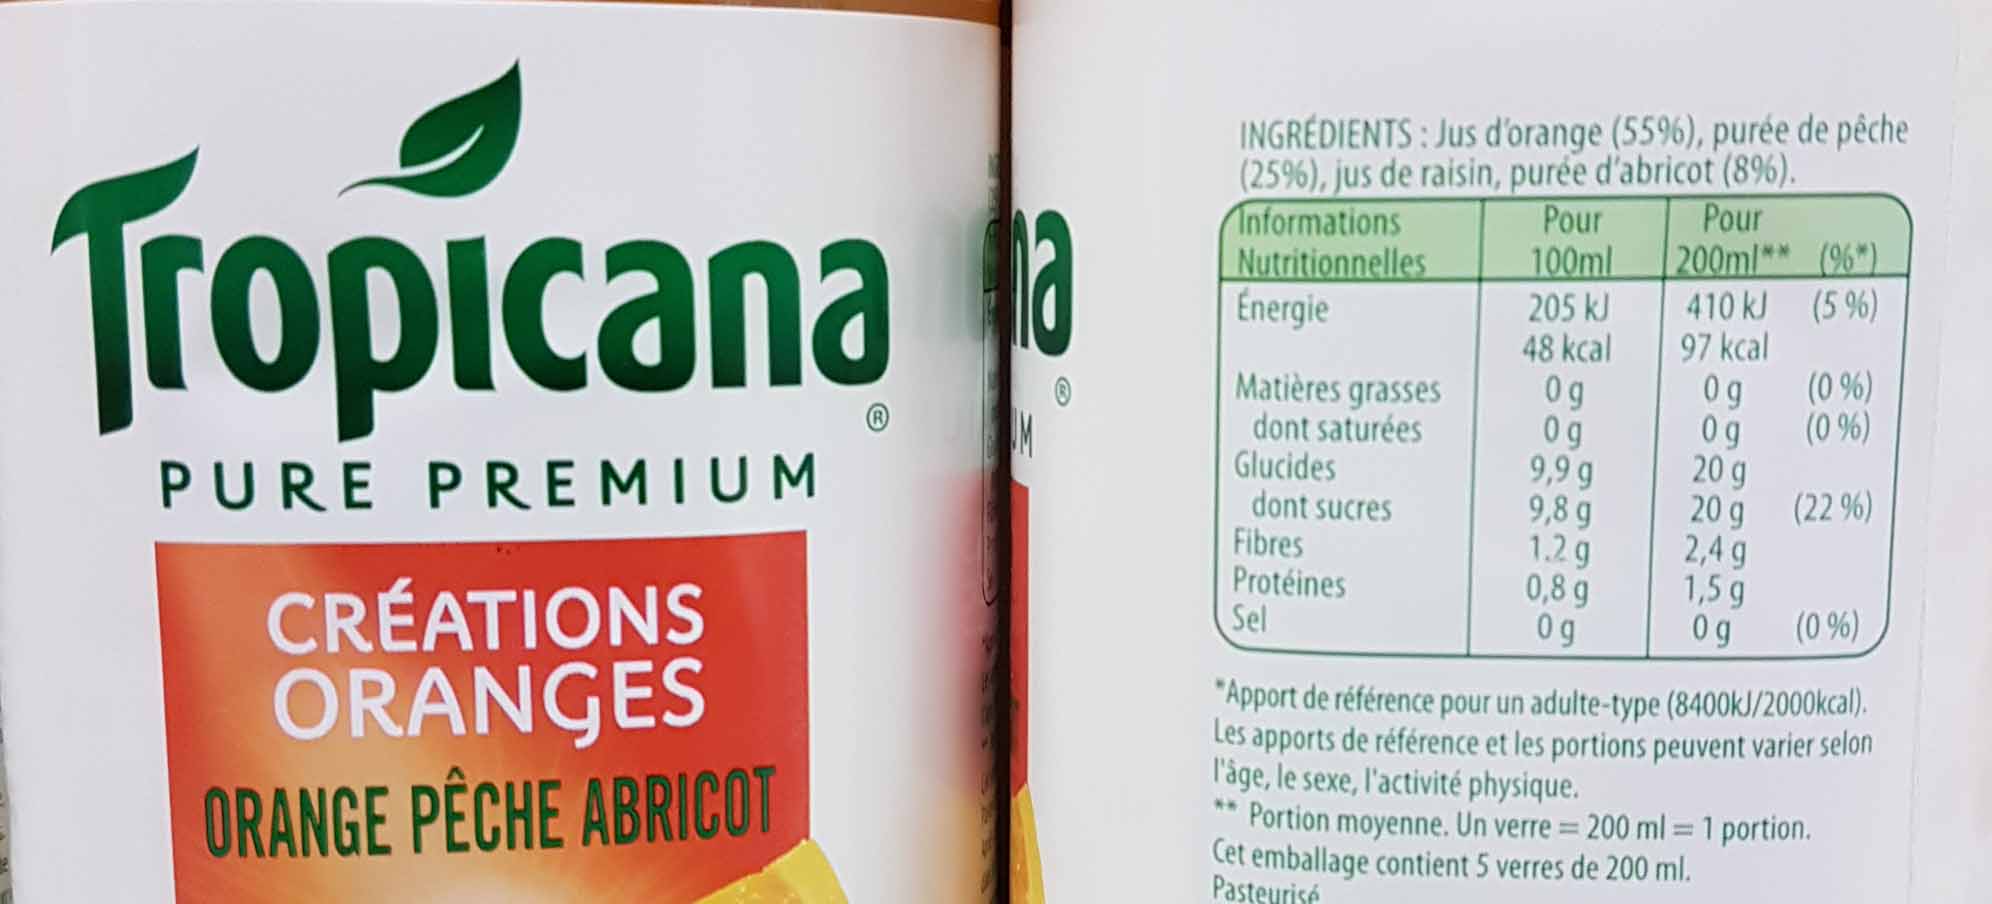 Tropicana
®
PURE PREMIUM
CRÉATIONS
ORANGES
ORANGE PÊCHE ABRICOT
na
®
UM
INGRÉDIENTS : Jus d'orange (55%), purée de pêche
(25%), jus de raisin, purée d'abricot (8%).
Informations Nutritionnelles Pour 100ml Pour 200ml** (%*)
Énergie 205 kJ 410 kJ (5 %)
48 kcal 97 kcal
Matières grasses 0 g 0 g (0 %)
dont saturées 0 g 0 g (0 %)
Glucides 9,9 g 20 g
dont sucres 9,8 g 20 g (22 %)
Fibres 1.2 g 2,4 g
Protéines 0,8 g 1,5 g
Sel 0 g 0 g (0 %)
*Apport de référence pour un adulte-type (8400kJ/2000kcal).
Les apports de référence et les portions peuvent varier selon
l'âge, le sexe, l'activité physique.
** Portion moyenne. Un verre = 200 ml = 1 portion.
Cet emballage contient 5 verres de 200 ml.
Pasteurisé